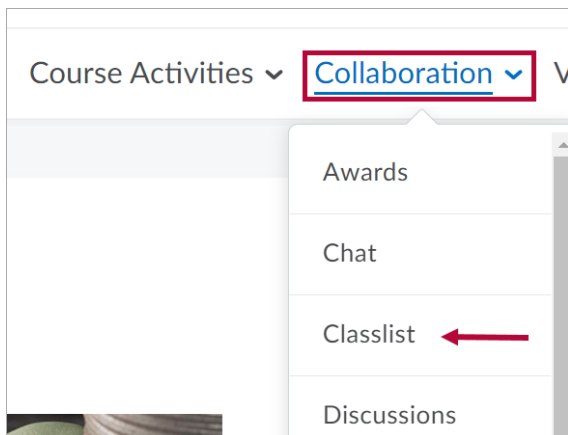 Course Activities Collaboration
Awards
Chat
Classlist
Discussions